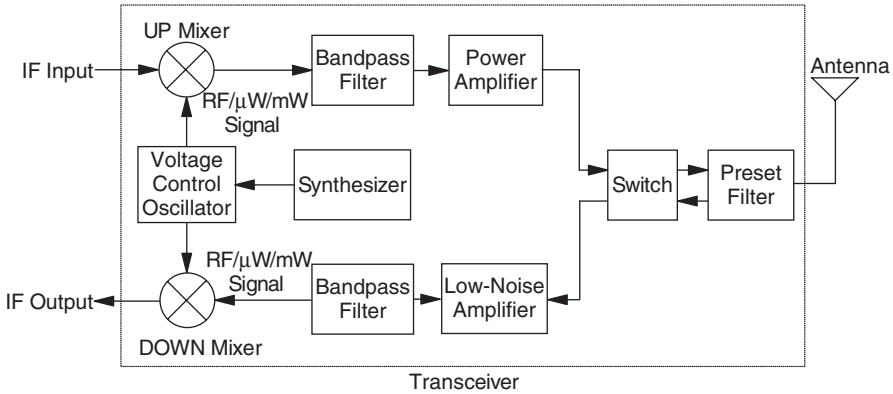 UP Mixer
IF Input
Bandpass
Filter
Power
Amplifier
Antenna
RF/μW/mW
Signal
Voltage
Control
Oscillator
Synthesizer
Switch
Preset
Filter
RF/μW/mW
Signal
IF Output
Bandpass
Filter
Low-Noise
Amplifier
DOWN Mixer
Transceiver